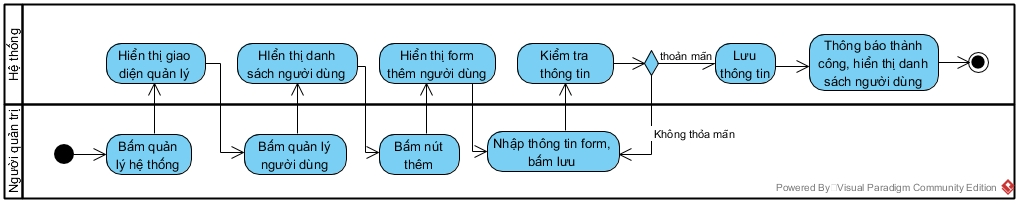 Hệ thống
Hiển thị giao
diện quản lý
Hlển thị danh
sách người dùng
Hiển thị form
thêm người dùng
Kiểm tra
thông tin
thoản mãn
Lưu
thông tin
Thông báo thành
công, hiển thị danh
sách người dùng
Không thỏa mãn
Người quản trị
Bấm quản
lý hệ thống
Bấm quản lý
người dùng
Bấm nút
thêm
Nhập thông tin form,
bấm lưu
Powered By Visual Paradigm Community Edition